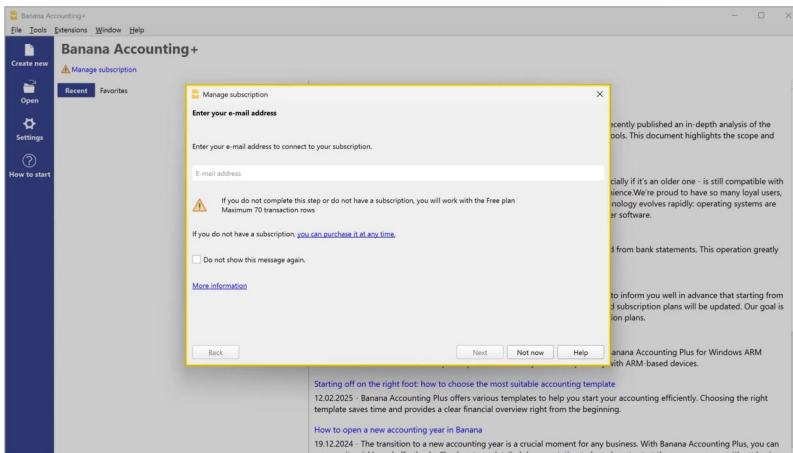 Banana Accounting+
File Tools Extensions Window Help
Create new
Open
Settings
How to start
Banana Accounting+
Manage subscription
Recent Favorites
Manage subscription
Enter your e-mail address
Enter your e-mail address to connect to your subscription.
E-mail address
If you do not complete this step or do not have a subscription, you will work with the Free plan
Maximum 70 transaction rows
If you do not have a subscription, you can purchase it at any time.
Do not show this message again.
More information
Back Next Not now Help
ecently published an in-depth analysis of the
ools. This document highlights the scope and
cially if it's an older one - is still compatible with
ience.We're proud to have so many loyal users,
nology evolves rapidly: operating systems are
er software.
d from bank statements. This operation greatly
to inform you well in advance that starting from
d subscription plans will be updated. Our goal is
ion plans.
anana Accounting Plus for Windows ARM
with ARM-based devices.
Starting off on the right foot: how to choose the most suitable accounting template
12.02.2025 - Banana Accounting Plus offers various templates to help you start your accounting efficiently. Choosing the right
template saves time and provides a clear financial overview right from the beginning.
How to open a new accounting year in Banana
19.12.2024 - The transition to a new accounting year is a crucial moment for any business. With Banana Accounting Plus, you can